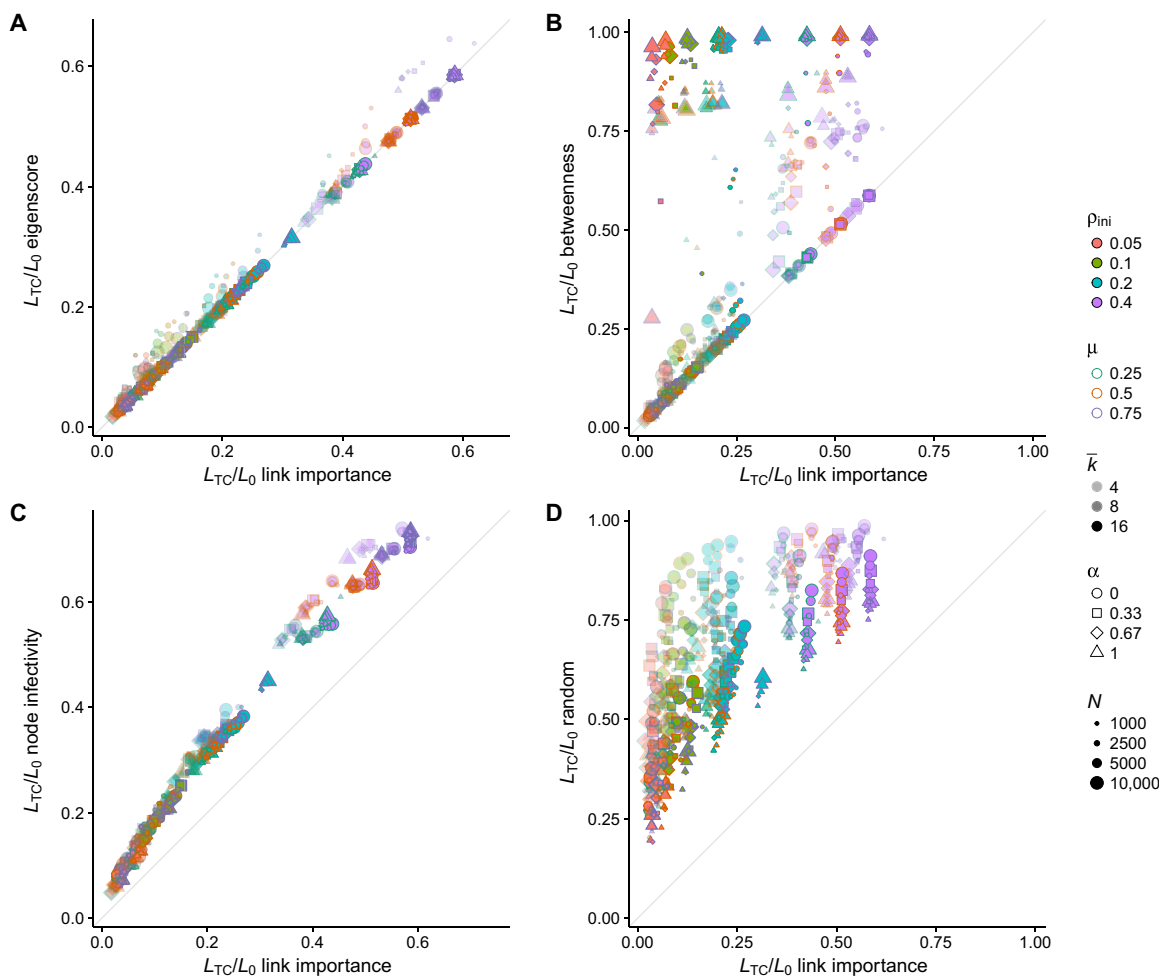 A
0.6
0.4
0.2
0.0
L_TC/L_0 eigenscore
0.0 0.2 0.4 0.6
L_TC/L_0 link importance
B
1.00
0.75
0.50
0.25
0.00
L_TC/L_0 betweenness
0.00 0.25 0.50 0.75 1.00
L_TC/L_0 link importance
C
0.6
0.4
0.2
0.0
L_TC/L_0 node infectivity
0.0 0.2 0.4 0.6
L_TC/L_0 link importance
D
1.00
0.75
0.50
0.25
0.00
L_TC/L_0 random
0.00 0.25 0.50 0.75 1.00
L_TC/L_0 link importance
ρ_ini
0.05
0.1
0.2
0.4
μ
0.25
0.5
0.75
k̄
4
8
16
α
0
0.33
0.67
1
N
1000
2500
5000
10,000